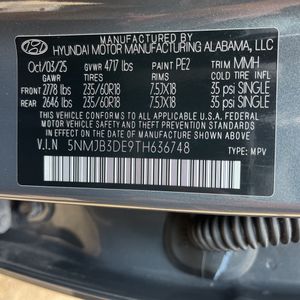 MANUFACTURED BY
HYUNDAI MOTOR MANUFACTURING ALABAMA, LLC
Oct/03/25 GVWR 4717 lbs PAINT PE2 TRIM MMH
GAWR TIRES RIMS COLD TIRE INFL
FRONT 2778 lbs 235/60R18 7.5JX18 35 psi SINGLE
REAR 2646 lbs 235/60R18 7.5JX18 35 psi SINGLE
THIS VEHICLE CONFORMS TO ALL APPLICABLE U.S. FEDERAL MOTOR VEHICLE
SAFETY AND THEFT PREVENTION STANDARDS IN EFFECT ON THE DATE OF MANUFACTURE SHOWN ABOVE.
V.I.N 5NMJB3DE9TH636748
TYPE: MPV